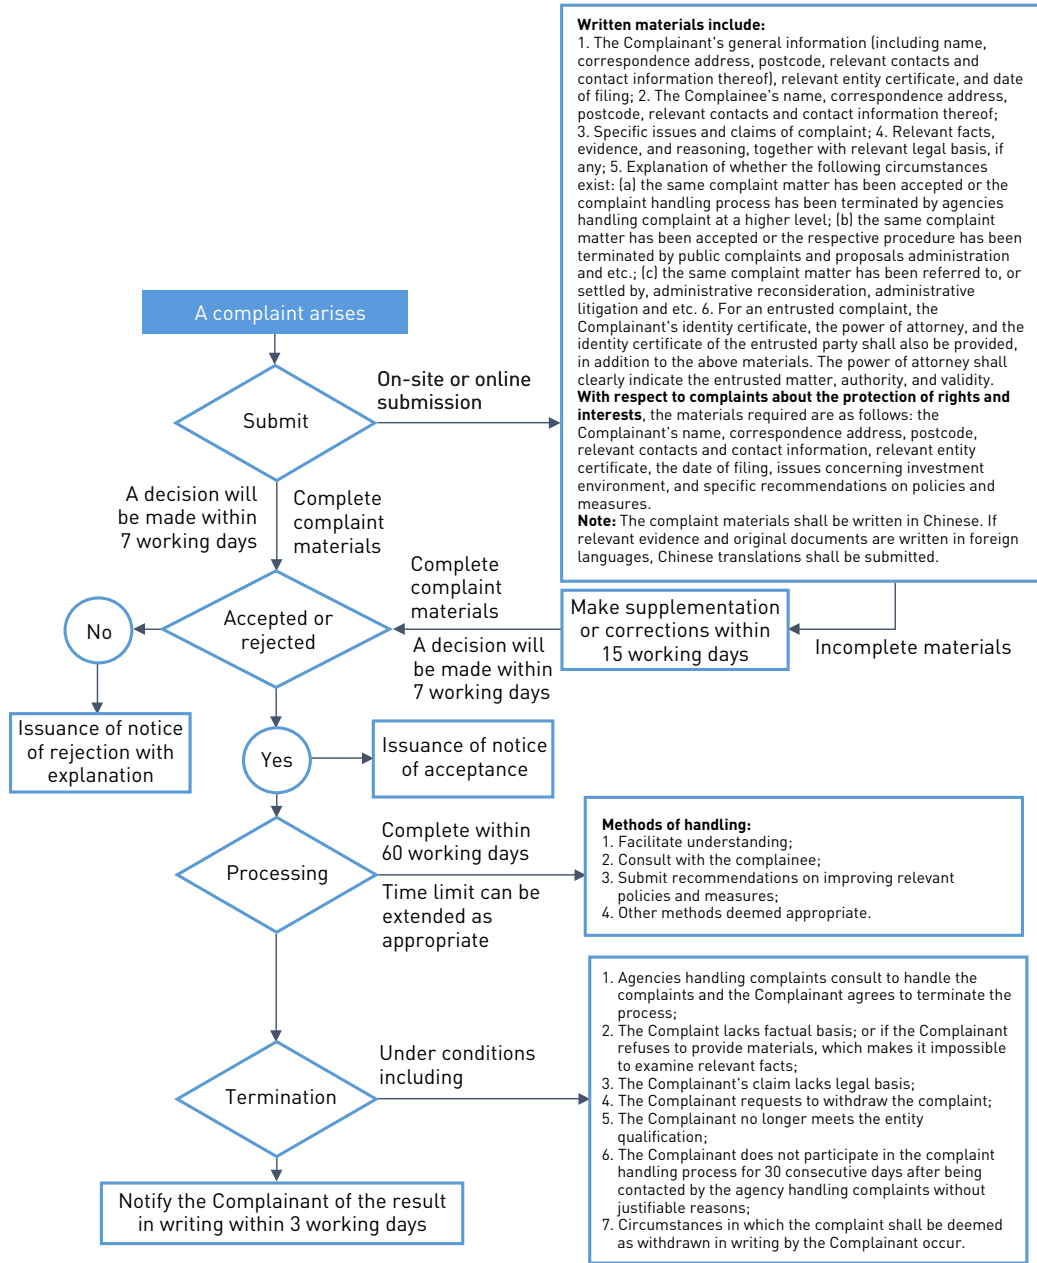 Written materials include:
1. The Complainant's general information (including name,
correspondence address, postcode, relevant contacts and
contact information thereof), relevant entity certificate, and date
of filing; 2. The Complainee's name, correspondence address,
postcode, relevant contacts and contact information thereof;
3. Specific issues and claims of complaint; 4. Relevant facts,
evidence, and reasoning, together with relevant legal basis, if
any; 5. Explanation of whether the following circumstances
exist: (a) the same complaint matter has been accepted or the
complaint handling process has been terminated by agencies
handling complaint at a higher level; (b) the same complaint
matter has been accepted or the respective procedure has been
terminated by public complaints and proposals administration
and etc.; (c) the same complaint matter has been referred to, or
settled by, administrative reconsideration, administrative
litigation and etc. 6. For an entrusted complaint, the
Complainant's identity certificate, the power of attorney, and the
identity certificate of the entrusted party shall also be provided,
in addition to the above materials. The power of attorney shall
clearly indicate the entrusted matter, authority, and validity.
With respect to complaints about the protection of rights and
interests, the materials required are as follows: the
Complainant's name, correspondence address, postcode,
relevant contacts and contact information, relevant entity
certificate, the date of filing, issues concerning investment
environment, and specific recommendations on policies and
measures.
Note: The complaint materials shall be written in Chinese. If
relevant evidence and original documents are written in foreign
languages, Chinese translations shall be submitted.
A complaint arises
On-site or online
submission
Submit
A decision will
be made within
7 working days
Complete
complaint
materials
Complete
complaint
materials
A decision will
be made within
7 working days
Make supplementation
or corrections within
15 working days
Incomplete materials
Accepted or
rejected
No
Issuance of notice
of rejection with
explanation
Yes
Issuance of notice
of acceptance
Processing
Complete within
60 working days
Time limit can be
extended as
appropriate
Methods of handling:
1. Facilitate understanding;
2. Consult with the complainee;
3. Submit recommendations on improving relevant
policies and measures;
4. Other methods deemed appropriate.
Termination
Under conditions
including
1. Agencies handling complaints consult to handle the
complaints and the Complainant agrees to terminate the
process;
2. The Complaint lacks factual basis; or if the Complainant
refuses to provide materials, which makes it impossible
to examine relevant facts;
3. The Complainant's claim lacks legal basis;
4. The Complainant requests to withdraw the complaint;
5. The Complainant no longer meets the entity
qualification;
6. The Complainant does not participate in the complaint
handling process for 30 consecutive days after being
contacted by the agency handling complaints without
justifiable reasons;
7. Circumstances in which the complaint shall be deemed
as withdrawn in writing by the Complainant occur.
Notify the Complainant of the result
in writing within 3 working days